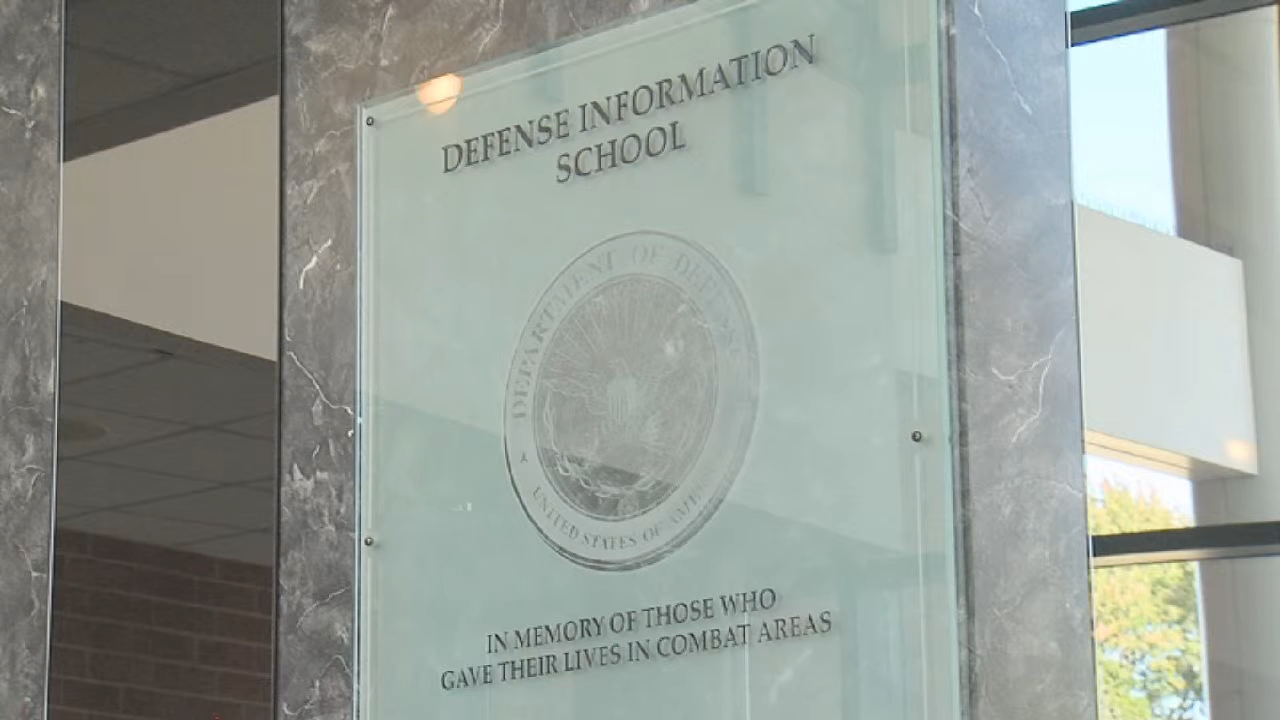 DEFENSE INFORMATION
SCHOOL
DEPARTMENT OF DEFENSE
UNITED STATES OF AMERICA
IN MEMORY OF THOSE WHO
GAVE THEIR LIVES IN COMBAT AREAS